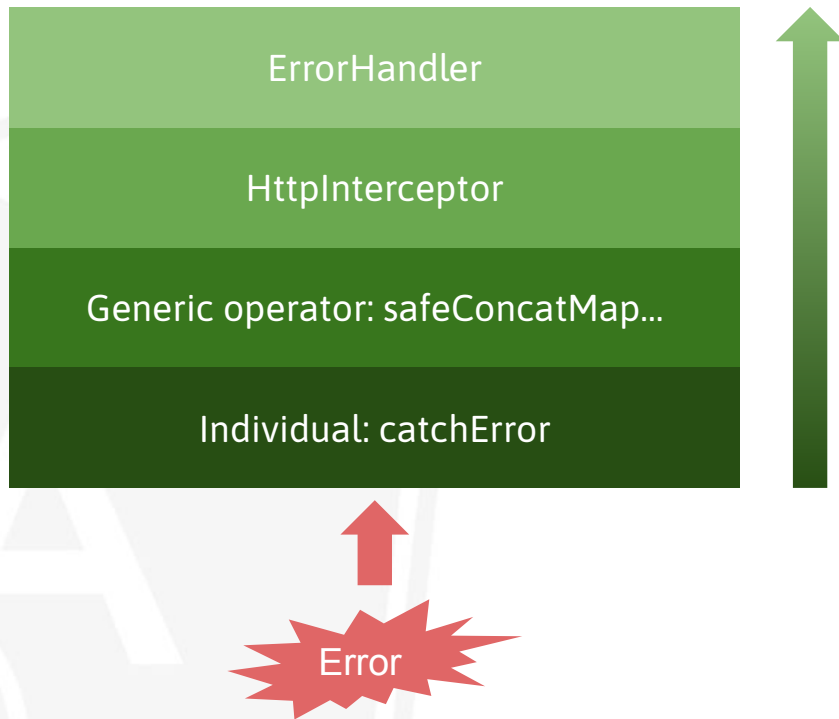 ErrorHandler
HttpInterceptor
Generic operator: safeConcatMap...
Individual: catchError
Error